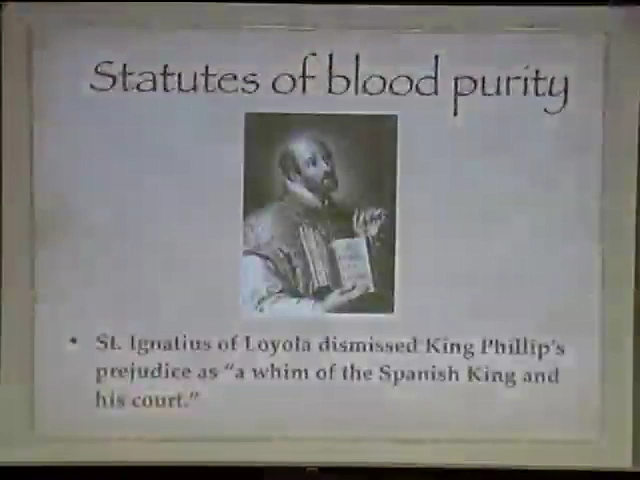 Statutes of blood purity
• St. Ignatius of Loyola dismissed King Phillip's
prejudice as "a whim of the Spanish King and
his court."